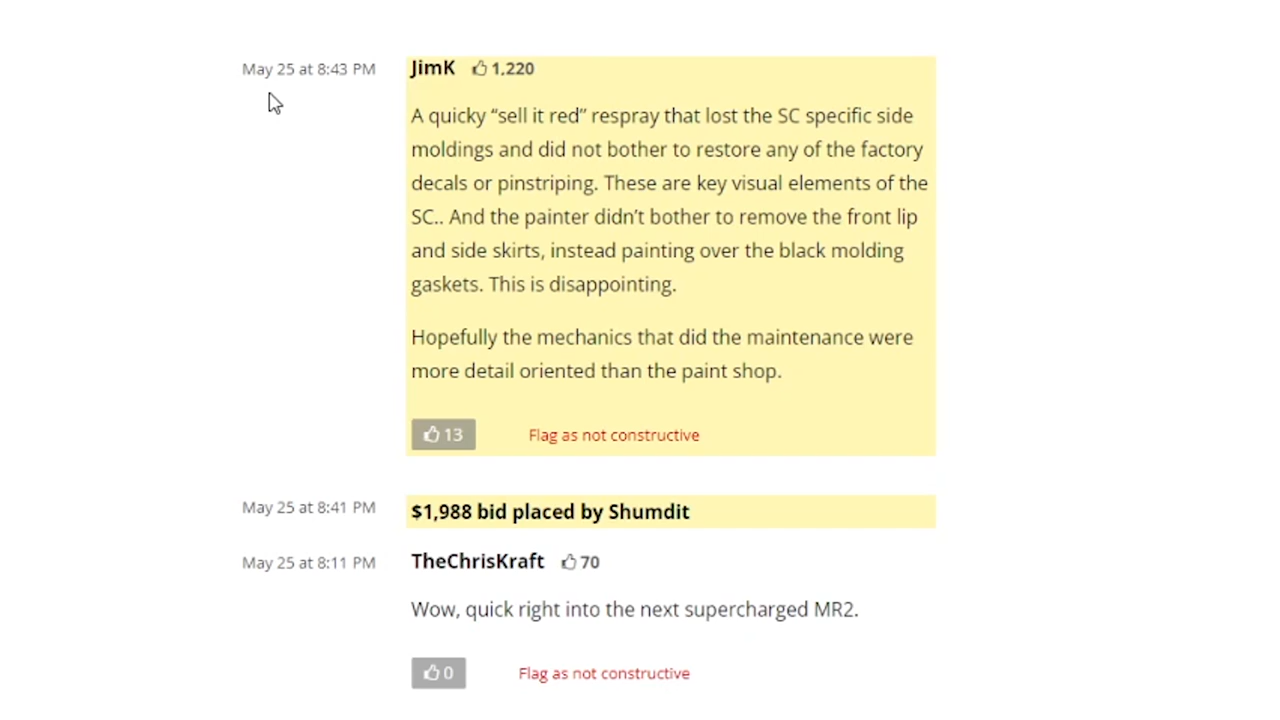 May 25 at 8:43 PM
JimK 1,220
A quicky “sell it red” respray that lost the SC specific side
moldings and did not bother to restore any of the factory
decals or pinstriping. These are key visual elements of the
SC.. And the painter didn’t bother to remove the front lip
and side skirts, instead painting over the black molding
gaskets. This is disappointing.
Hopefully the mechanics that did the maintenance were
more detail oriented than the paint shop.
13 Flag as not constructive
May 25 at 8:41 PM
$1,988 bid placed by Shumdit
May 25 at 8:11 PM
TheChrisKraft 70
Wow, quick right into the next supercharged MR2.
0 Flag as not constructive